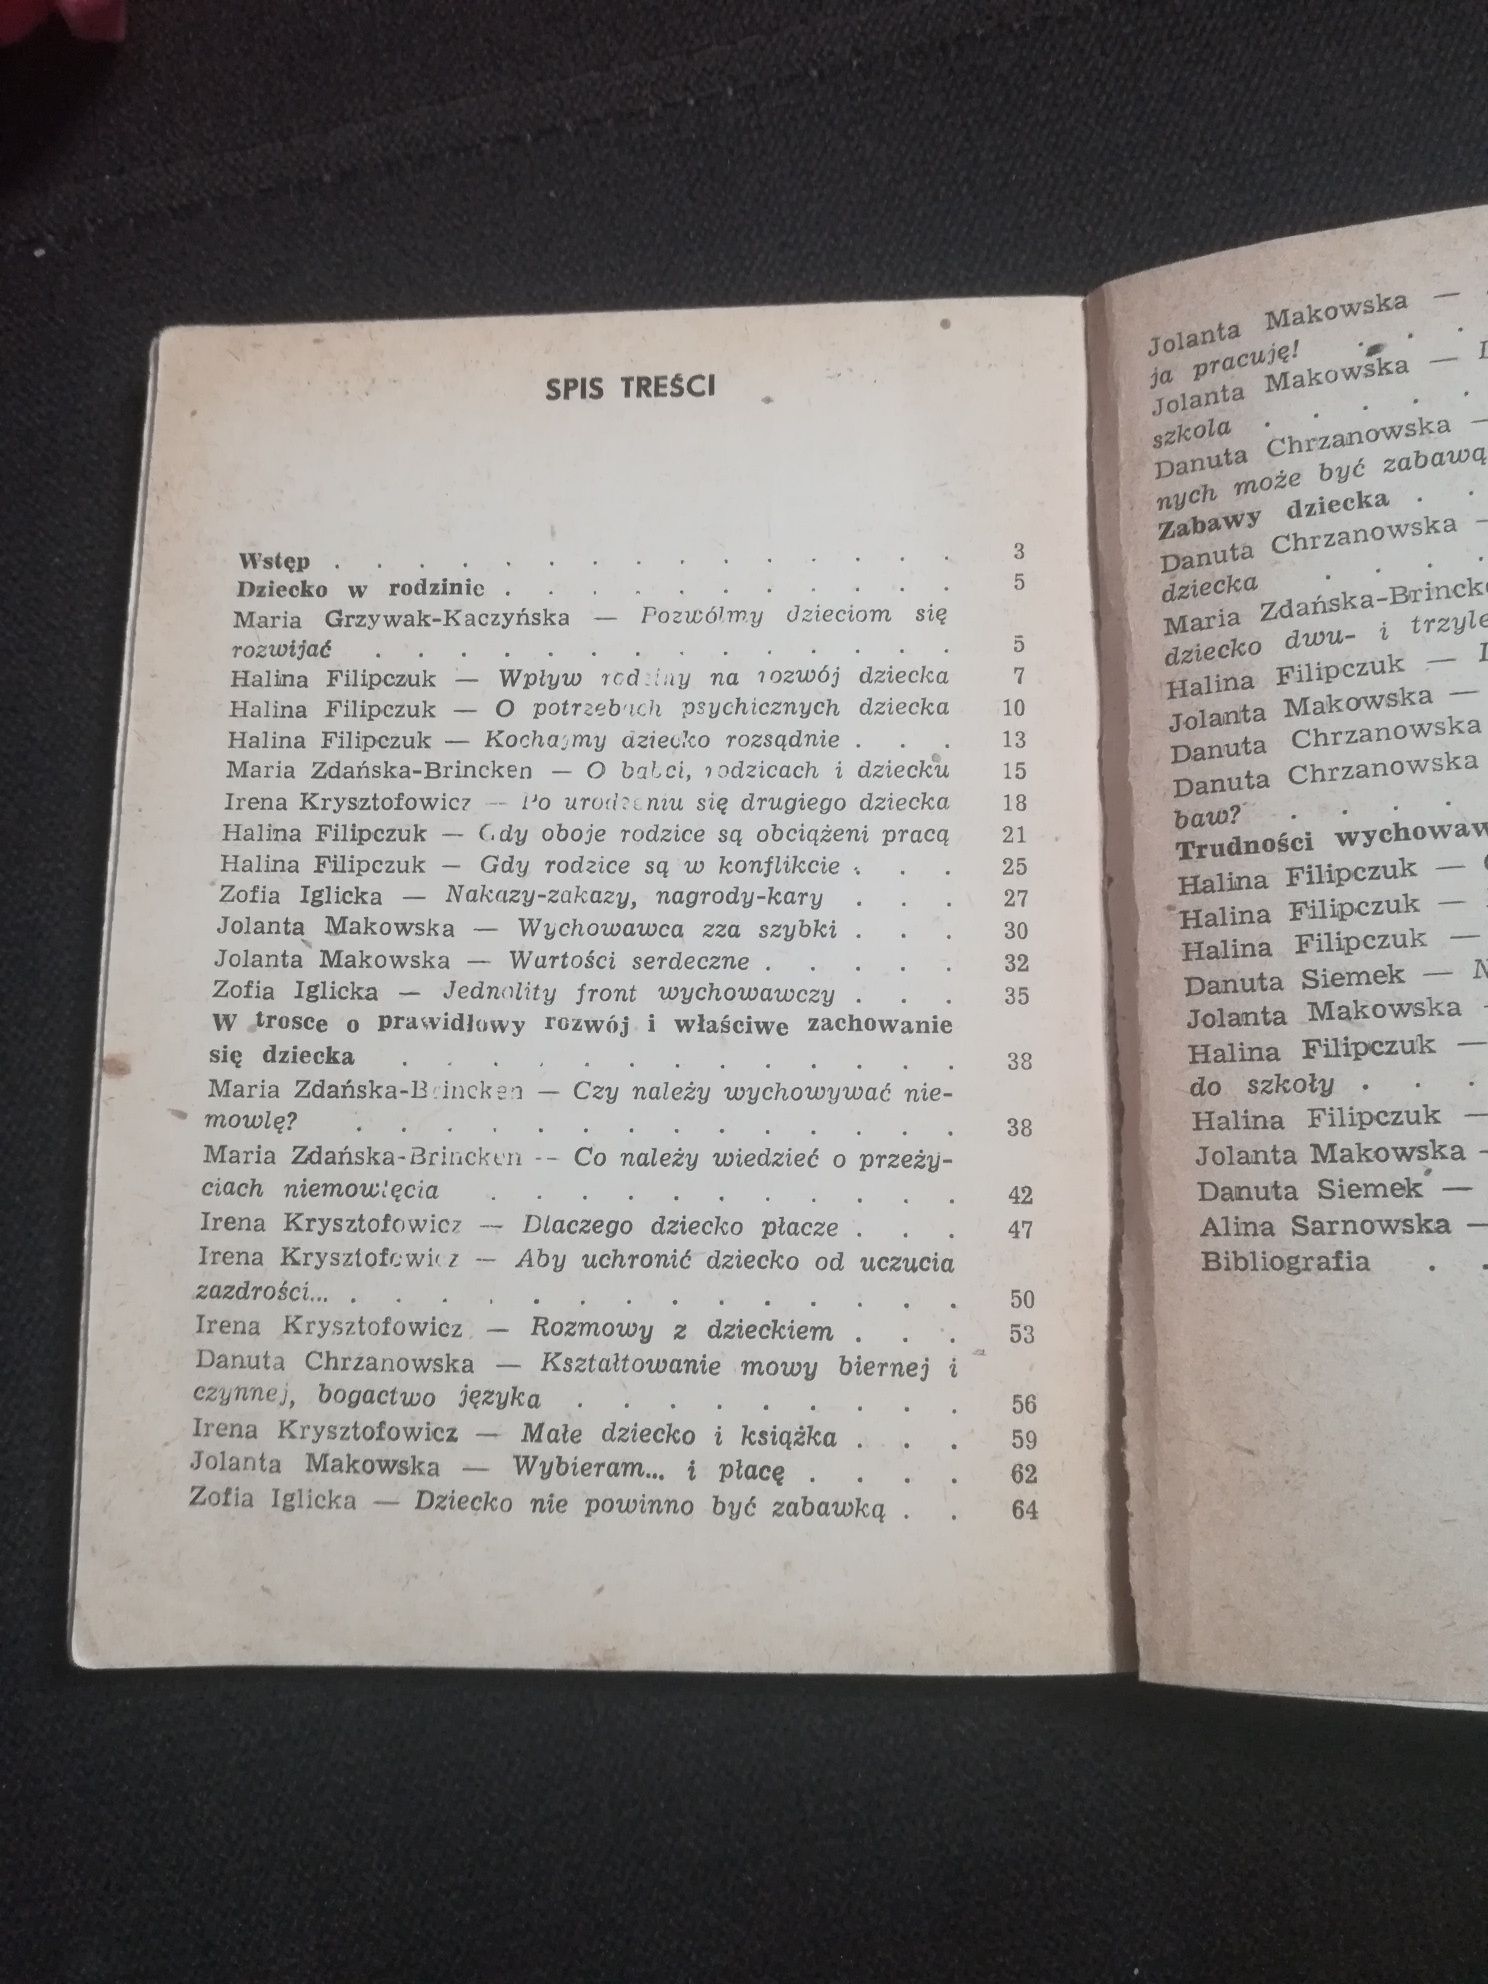 SPIS TREŚCI
Wstęp . . . . . . . . . . . . . . 3
Dziecko w rodzinie . . . . . . . . . . . 5
Maria Grzywak-Kaczyńska — Pozwólmy dzieciom się
rozwijać . . . . . . . . . . . . . . 5
Halina Filipczuk — Wpływ rodziny na rozwój dziecka 7
Halina Filipczuk — O potrzebach psychicznych dziecka 10
Halina Filipczuk — Kochajmy dziecko rozsądnie . . . 13
Maria Zdańska-Brincken — O babci, rodzicach i dziecku 15
Irena Krysztofowicz — Po urodzeniu się drugiego dziecka 18
Halina Filipczuk — Gdy oboje rodzice są obciążeni pracą 21
Halina Filipczuk — Gdy rodzice są w konflikcie . . . 25
Zofia Iglicka — Nakazy-zakazy, nagrody-kary . . . 27
Jolanta Makowska — Wychowawca zza szybki . . . 30
Jolanta Makowska — Wartości serdeczne . . . . . 32
Zofia Iglicka — Jednolity front wychowawczy . . . 35
W trosce o prawidłowy rozwój i właściwe zachowanie
się dziecka . . . . . . . . . . . . . 38
Maria Zdańska-Brincken — Czy należy wychowywać nie-
mowlę? . . . . . . . . . . . . . . 38
Maria Zdańska-Brincken — Co należy wiedzieć o przeży-
ciach niemowlęcia . . . . . . . . . . . 42
Irena Krysztofowicz — Dlaczego dziecko płacze . . . 47
Irena Krysztofowicz — Aby uchronić dziecko od uczucia
zazdrości... . . . . . . . . . . . . . . 50
Irena Krysztofowicz — Rozmowy z dzieckiem . . . 53
Danuta Chrzanowska — Kształtowanie mowy biernej i
czynnej, bogactwo języka . . . . . . . . . 56
Irena Krysztofowicz — Małe dziecko i książka . . . 59
Jolanta Makowska — Wybieram... i płacę . . . . 62
Zofia Iglicka — Dziecko nie powinno być zabawką . . 64
Jolanta Makowska —
ja pracuję! . . .
Jolanta Makowska —
szkola . . . . .
Danuta Chrzanowska —
nych może być zabawą
Zabawy dziecka . .
Danuta Chrzanowska —
dziecka . . . .
Maria Zdańska-Brincke
dziecko dwu- i trzyle
Halina Filipczuk —
Jolanta Makowska —
Danuta Chrzanowska
Danuta Chrzanowska
baw? . . . .
Trudności wychowaw
Halina Filipczuk —
Halina Filipczuk —
Halina Filipczuk —
Danuta Siemek — N
Jolanta Makowska —
Halina Filipczuk —
do szkoły . . .
Halina Filipczuk —
Jolanta Makowska —
Danuta Siemek —
Alina Sarnowska —
Bibliografia . .